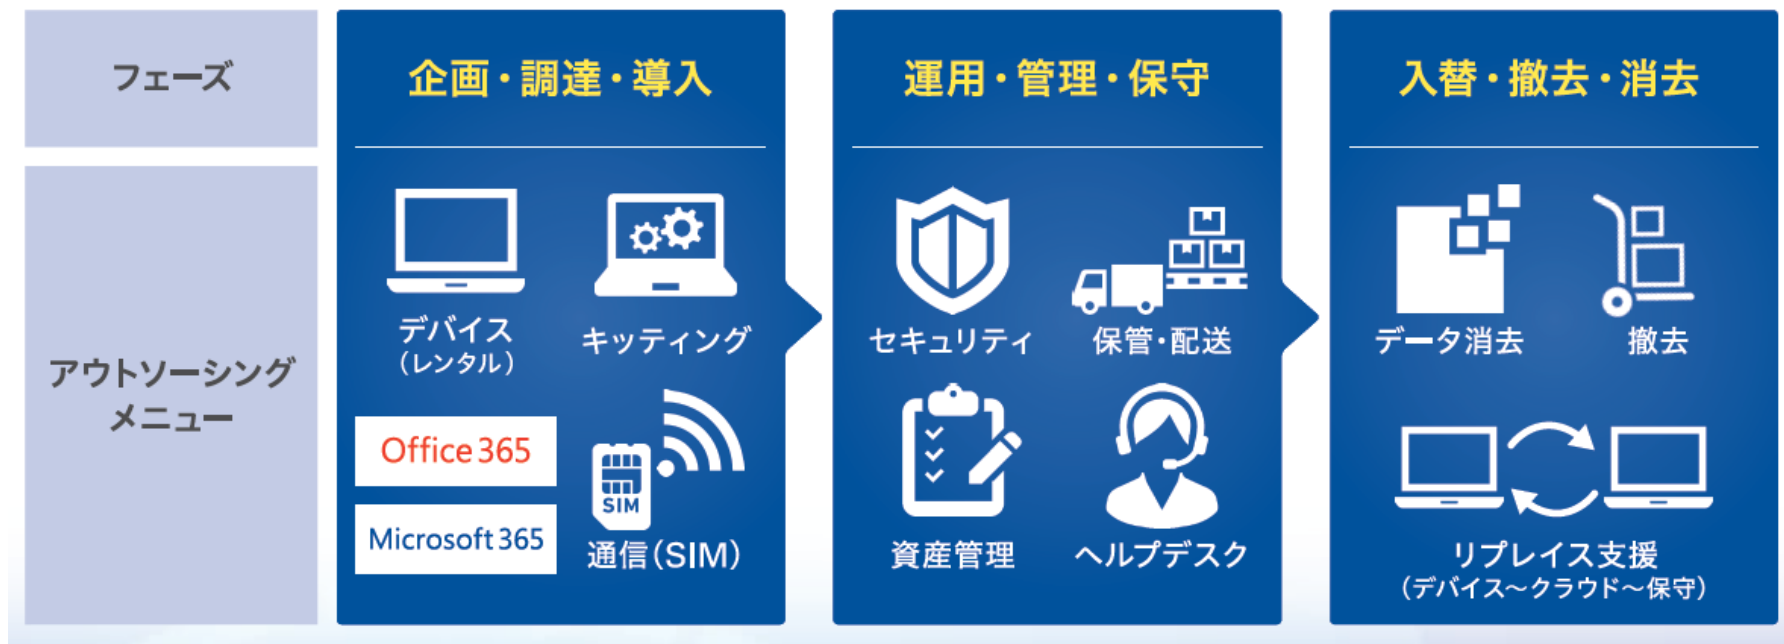 フェーズ
企画・調達・導入
運用・管理・保守
入替・撤去・消去
アウトソーシング
メニュー
デバイス
(レンタル)
キッティング
Office 365
Microsoft 365
SIM
通信(SIM)
セキュリティ
保管・配送
資産管理
ヘルプデスク
データ消去
撤去
リプレイス支援
(デバイス〜クラウド〜保守)